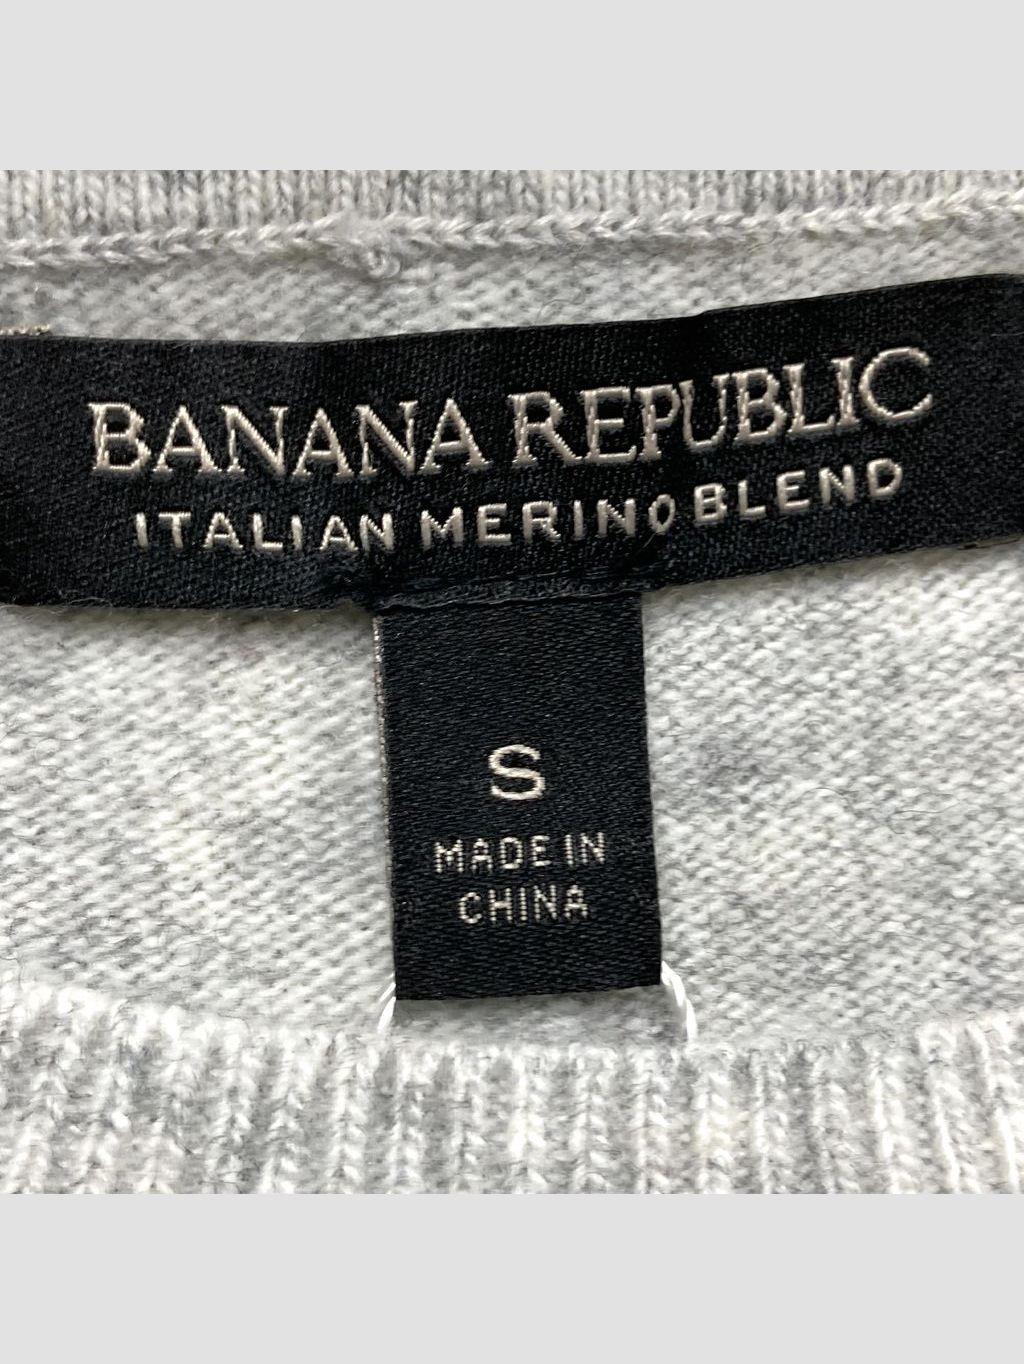 BANANA REPUBLIC
ITALIAN MERINO BLEND
S
MADE IN
CHINA